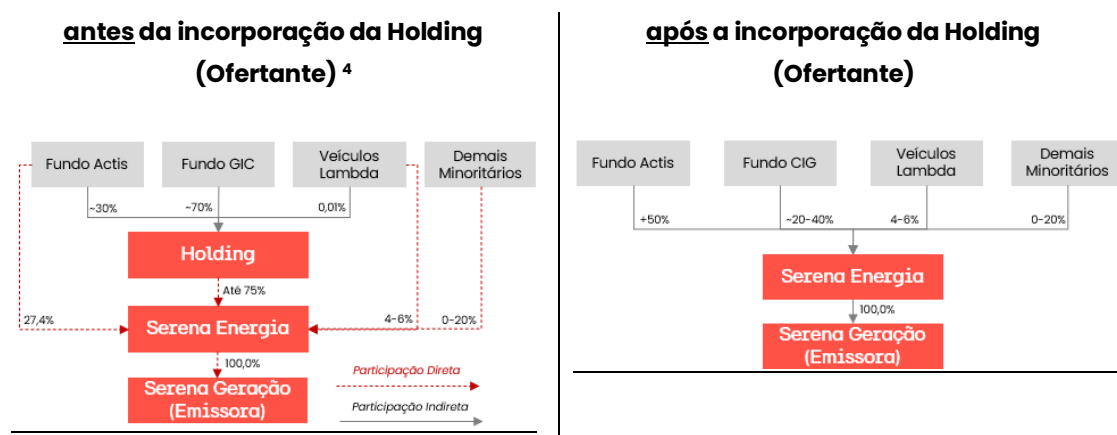 antes da incorporação da Holding
(Ofertante) ⁴
Fundo Actis
Fundo GIC
Veículos
Lambda
Demais
Minoritários
~30%
~70%
0,01%
Holding
Até 75%
27,4%
Serena Energia
4-6%
0-20%
100,0%
Serena Geração
(Emissora)
Participação Direta
Participação Indireta
após a incorporação da Holding
(Ofertante)
Fundo Actis
Fundo CIG
Veículos
Lambda
Demais
Minoritários
+50%
~20-40%
4-6%
0-20%
Serena Energia
100,0%
Serena Geração
(Emissora)